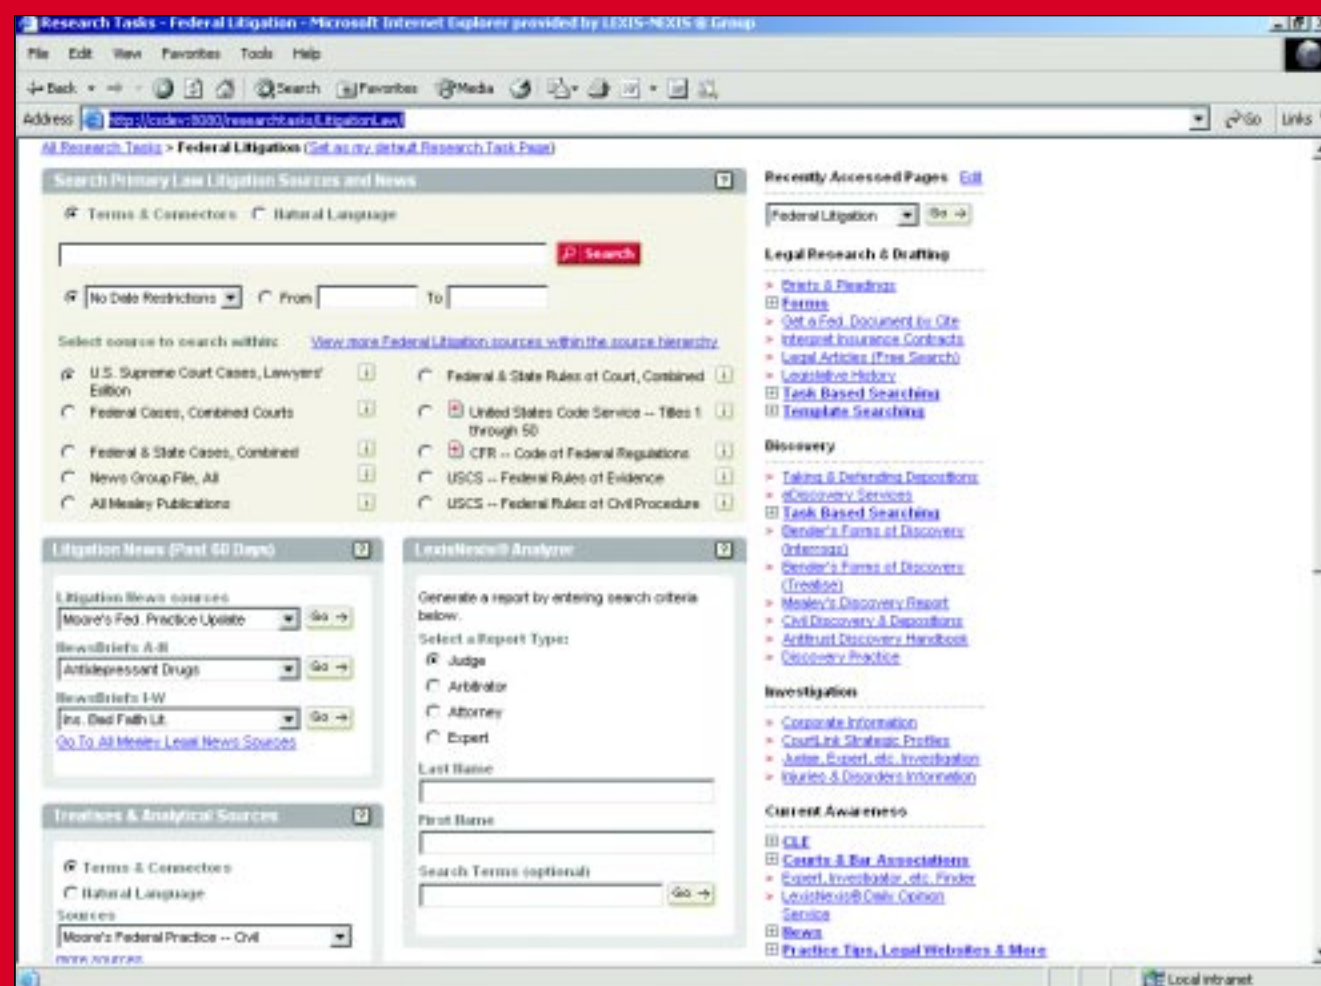 Research Tasks - Federal Litigation - Microsoft Internet Explorer provided by LEXIS-NEXIS ® Group
File Edit View Favorites Tools Help
Back Search Favorites Media
Address http://csdev:8080/researchtasks/LitigationLaw/ Go Links
All Research Tasks > Federal Litigation (Set as my default Research Task Page)
Search Primary Law Litigation Sources and News ?
Terms & Connectors Natural Language
Search
No Date Restrictions From To
Select source to search within: View more Federal Litigation sources within the source hierarchy
U.S. Supreme Court Cases, Lawyers'
Edition
Federal Cases, Combined Courts
Federal & State Cases, Combined
News Group File, All
All Mealey Publications
Federal & State Rules of Court, Combined
United States Code Service -- Titles 1
through 50
CFR -- Code of Federal Regulations
USCS -- Federal Rules of Evidence
USCS -- Federal Rules of Civil Procedure
Litigation News (Past 60 Days) ?
Litigation News sources
Moore's Fed. Practice Update Go →
NewsBriefs A-H
Antidepressant Drugs Go →
NewsBriefs I-W
Ins. Bad Faith Lit. Go →
Go To All Mealey Legal News Sources
Treatises & Analytical Sources ?
Terms & Connectors
Natural Language
Sources
Moore's Federal Practice -- Civil
more sources
LexisNexis® Analyzer ?
Generate a report by entering search criteria
below.
Select a Report Type:
Judge
Arbitrator
Attorney
Expert
Last Name
First Name
Search Terms (optional)
Go →
Recently Accessed Pages Edit
Federal Litigation Go →
Legal Research & Drafting
Briefs & Pleadings
Forms
Get a Fed. Document by Cite
Interpret Insurance Contracts
Legal Articles (Free Search)
Legislative History
Task Based Searching
Template Searching
Discovery
Taking & Defending Depositions
eDiscovery Services
Task Based Searching
Bender's Forms of Discovery
(Interrogs)
Bender's Forms of Discovery
(Treatise)
Mealey's Discovery Report
Civil Discovery & Depositions
Antitrust Discovery Handbook
Discovery Practice
Investigation
Corporate Information
CourtLink Strategic Profiles
Judge, Expert, etc. Investigation
Injuries & Disorders Information
Current Awareness
CLE
Courts & Bar Associations
Expert, Investigator, etc. Finder
LexisNexis® Daily Opinion
Service
News
Practice Tips, Legal Websites & More
Local intranet